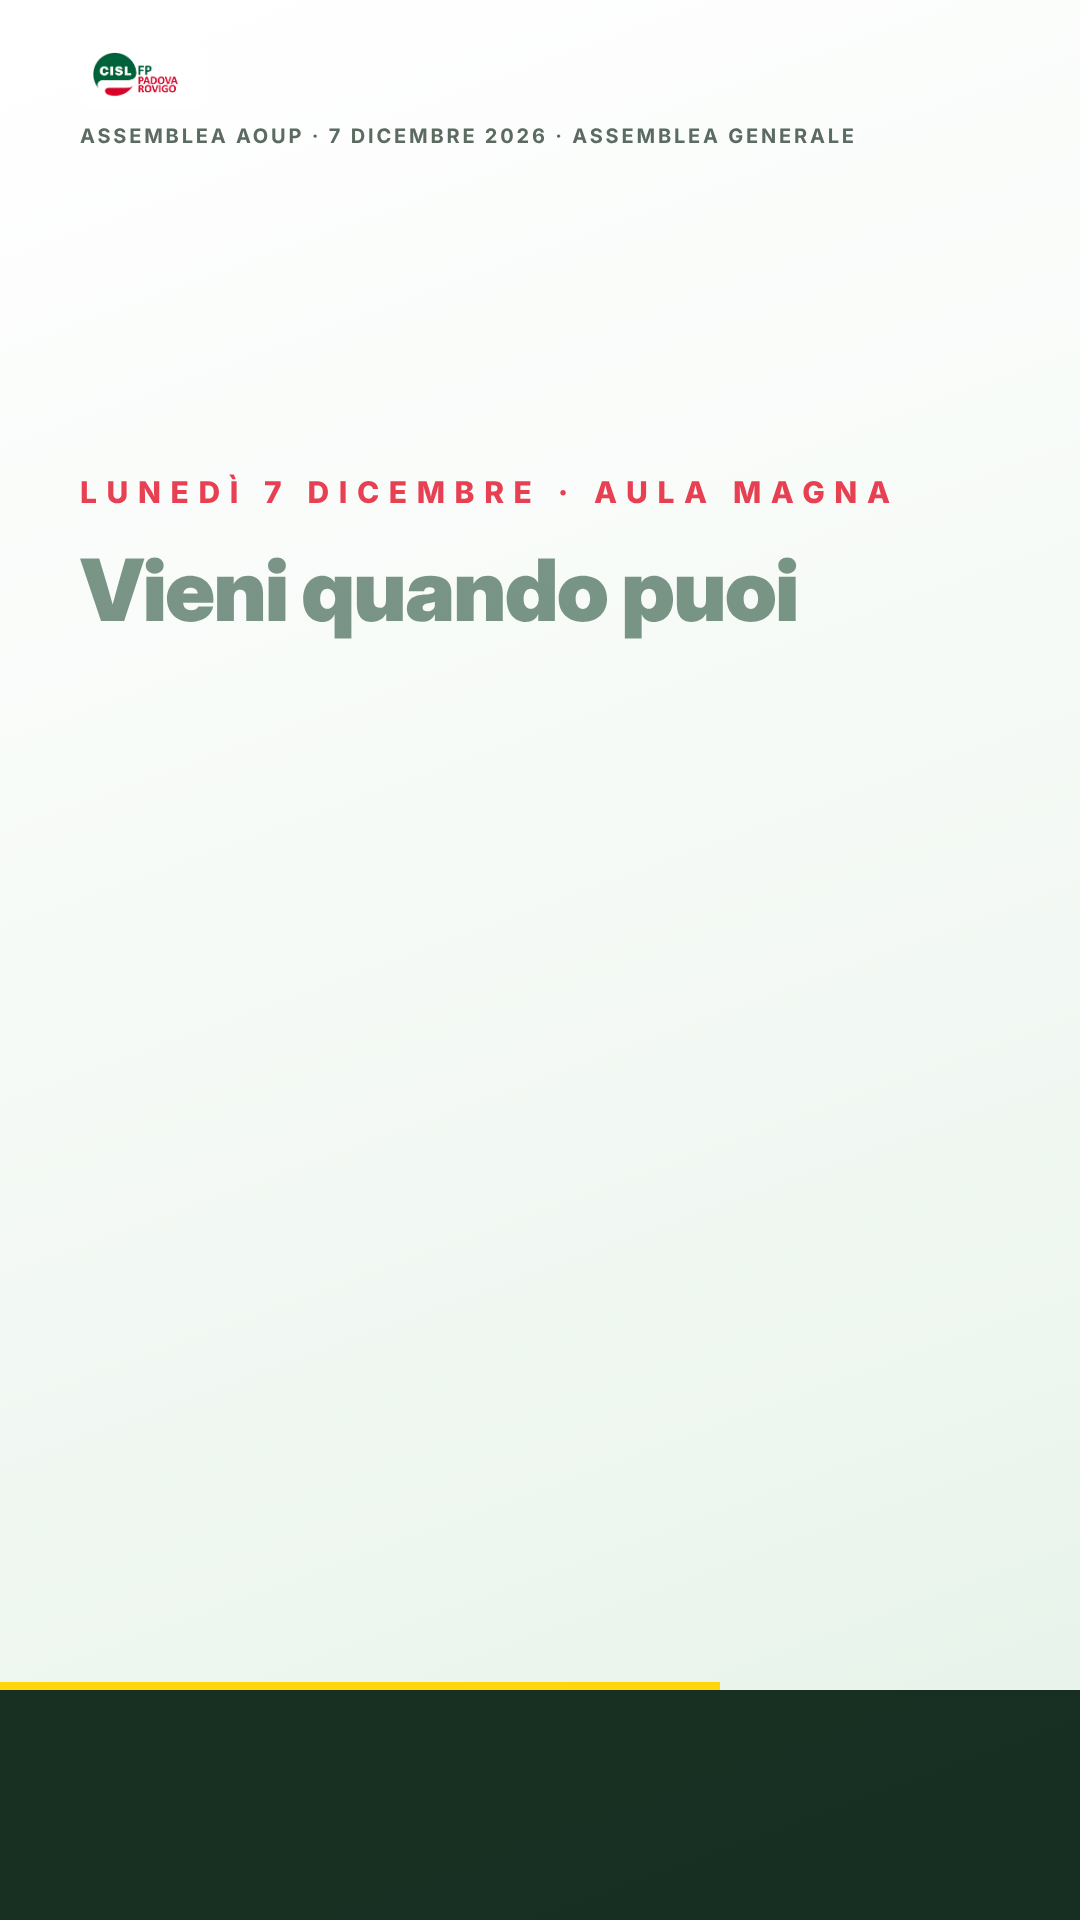 CISL FP
PADOVA
ROVIGO
ASSEMBLEA AOUP · 7 DICEMBRE 2026 · ASSEMBLEA GENERALE
LUNEDÌ 7 DICEMBRE · AULA MAGNA
Vieni quando puoi